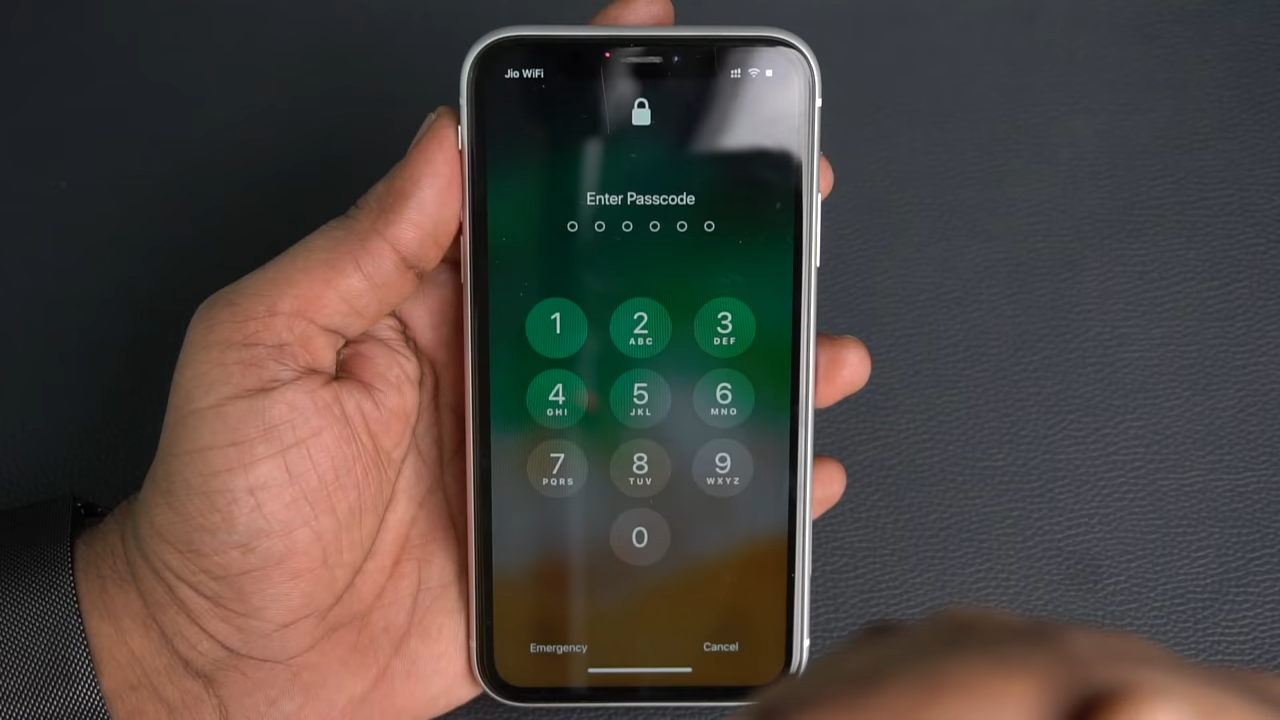 Jio WiFi
Enter Passcode
1 2 3
ABC DEF
4 5 6
GHI JKL MNO
7 8 9
PQRS TUV WXYZ
0
Emergency Cancel